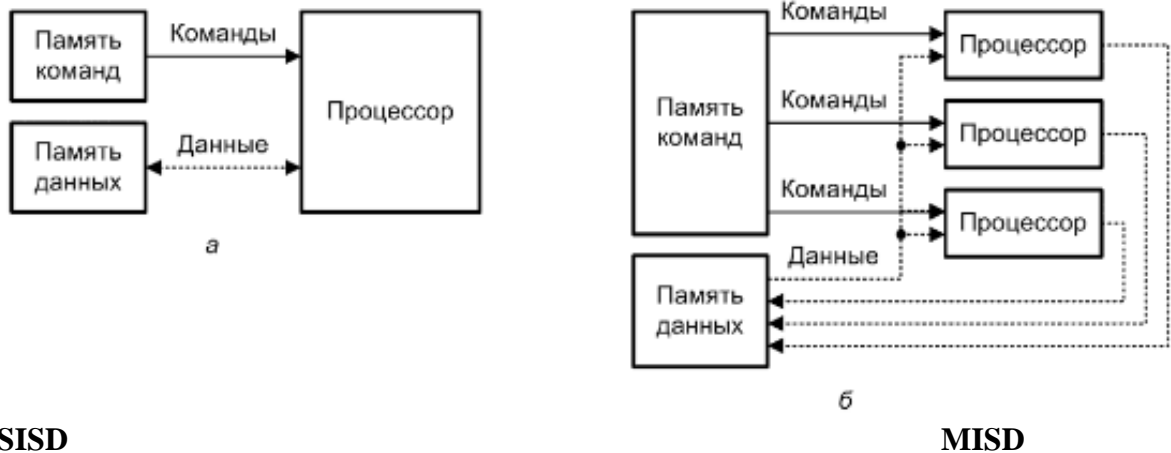 Память
команд
Команды
Процессор
Память
данных
Данные
а
Память
команд
Команды
Процессор
Команды
Процессор
Команды
Процессор
Данные
Память
данных
б
SISD
MISD